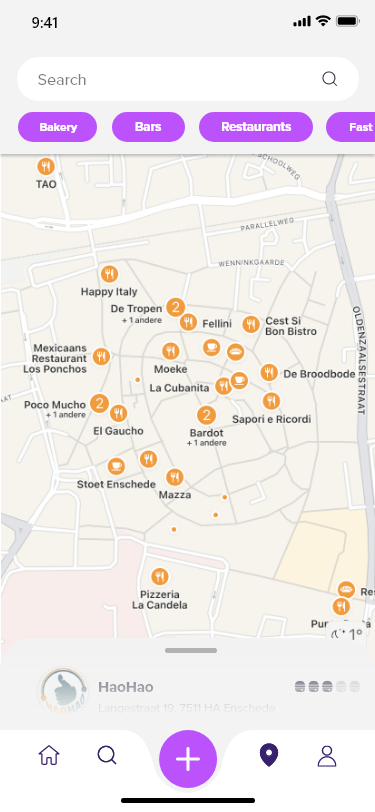 9:41
Search
Bakery
Bars
Restaurants
Fast
SCHOOLWEG
TAO
PARALLELWEG
WENNINKGAARDE
Happy Italy
De Tropen
+ 1 andere
2
Fellini
Cest Si
Bon Bistro
OLDENZAALSESTRAAT
Mexicaans
Restaurant
Los Ponchos
Moeke
La Cubanita
De Broodbode
Poco Mucho
+ 1 andere
2
El Gaucho
2
Bardot
+ 1 andere
Sapori e Ricordi
Stoet Enschede
Mazza
Pizzeria
La Candela
1°
HaoHao
Langestraat 19, 7511 HA Enschede